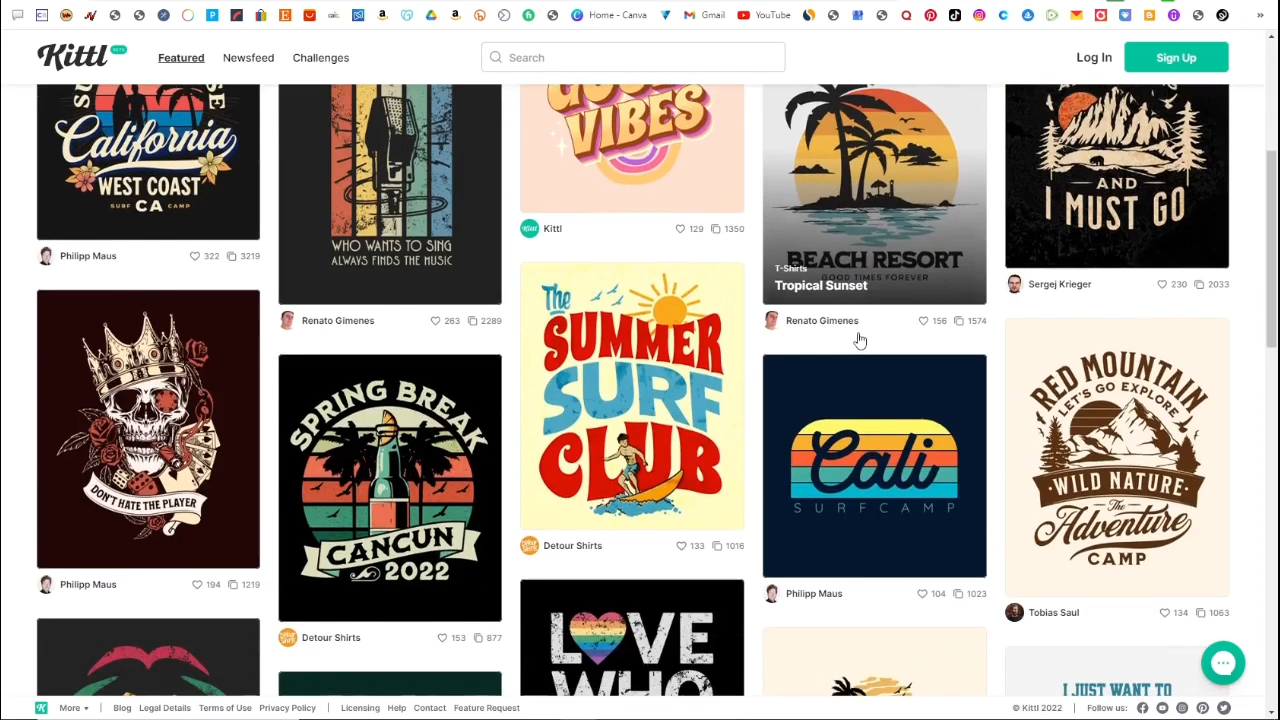 Home - Canva
Gmail
YouTube
Kittl BETA
Featured
Newsfeed
Challenges
Search
Log In
Sign Up
California
WEST COAST
SURF CA CAMP
Philipp Maus
322
3219
WHO WANTS TO SING
ALWAYS FINDS THE MUSIC
Renato Gimenes
263
2289
GOOD
VIBES
Kittl
129
1350
BEACH RESORT
GOOD TIMES FOREVER
T-Shirts
Tropical Sunset
Renato Gimenes
156
1574
AND
I MUST GO
Sergej Krieger
230
2033
DON'T HATE THE PLAYER
Philipp Maus
194
1219
SPRING BREAK
CANCUN
2022
Detour Shirts
153
877
The
SUMMER
SURF
CLUB
Detour Shirts
133
1016
Cali
SURFCAMP
Philipp Maus
104
1023
RED MOUNTAIN
LET'S GO EXPLORE
WILD NATURE
The
Adventure
CAMP
Tobias Saul
134
1063
LOVE
WHO
I JUST WANT TO
More
Blog
Legal Details
Terms of Use
Privacy Policy
Licensing
Help
Contact
Feature Request
© Kittl 2022
Follow us: